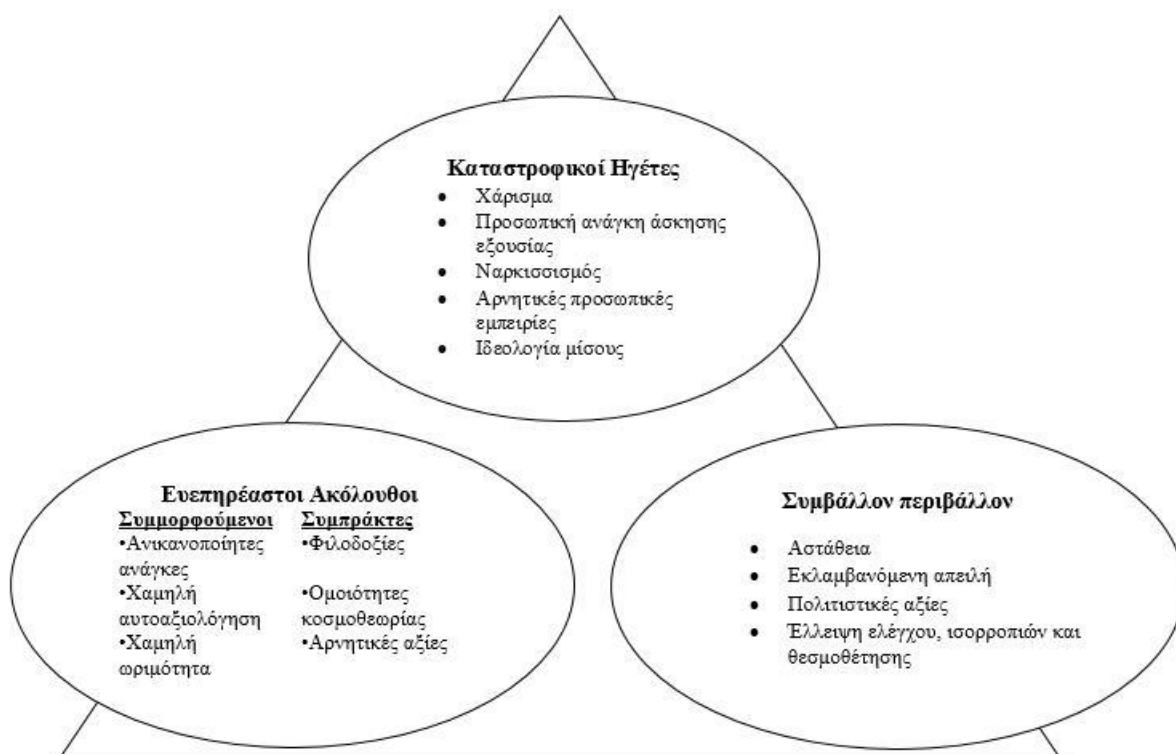 Καταστροφικοί Ηγέτες
• Χάρισμα
• Προσωπική ανάγκη άσκησης
εξουσίας
• Ναρκισσισμός
• Αρνητικές προσωπικές
εμπειρίες
• Ιδεολογία μίσους
Ευεπηρέαστοι Ακόλουθοι
Συμμορφούμενοι
•Ανικανοποίητες
ανάγκες
•Χαμηλή
αυτοαξιολόγηση
•Χαμηλή
ωριμότητα
Συμπράκτες
•Φιλοδοξίες
•Ομοιότητες
κοσμοθεωρίας
•Αρνητικές αξίες
Συμβάλλον περιβάλλον
• Αστάθεια
• Εκλαμβανόμενη απειλή
• Πολιτιστικές αξίες
• Έλλειψη ελέγχου, ισορροπιών και
θεσμοθέτησης